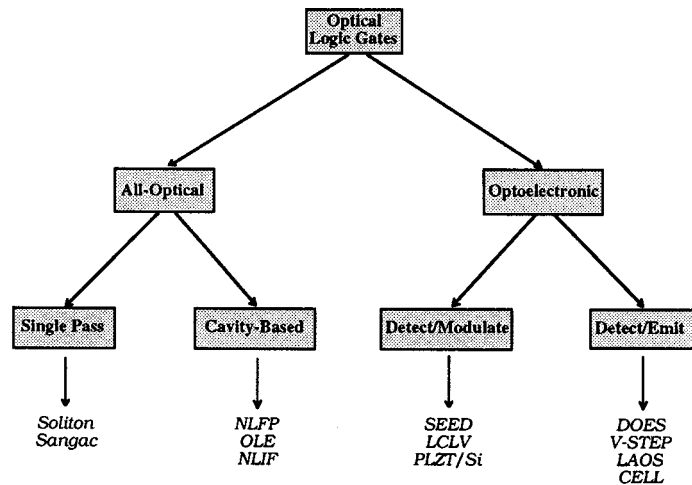 Optical
Logic Gates
All-Optical
Optoelectronic
Single Pass
Cavity-Based
Detect/Modulate
Detect/Emit
Soliton
Sangac
NLFP
OLE
NLIF
SEED
LCLV
PLZT/Si
DOES
V-STEP
LAOS
CELL